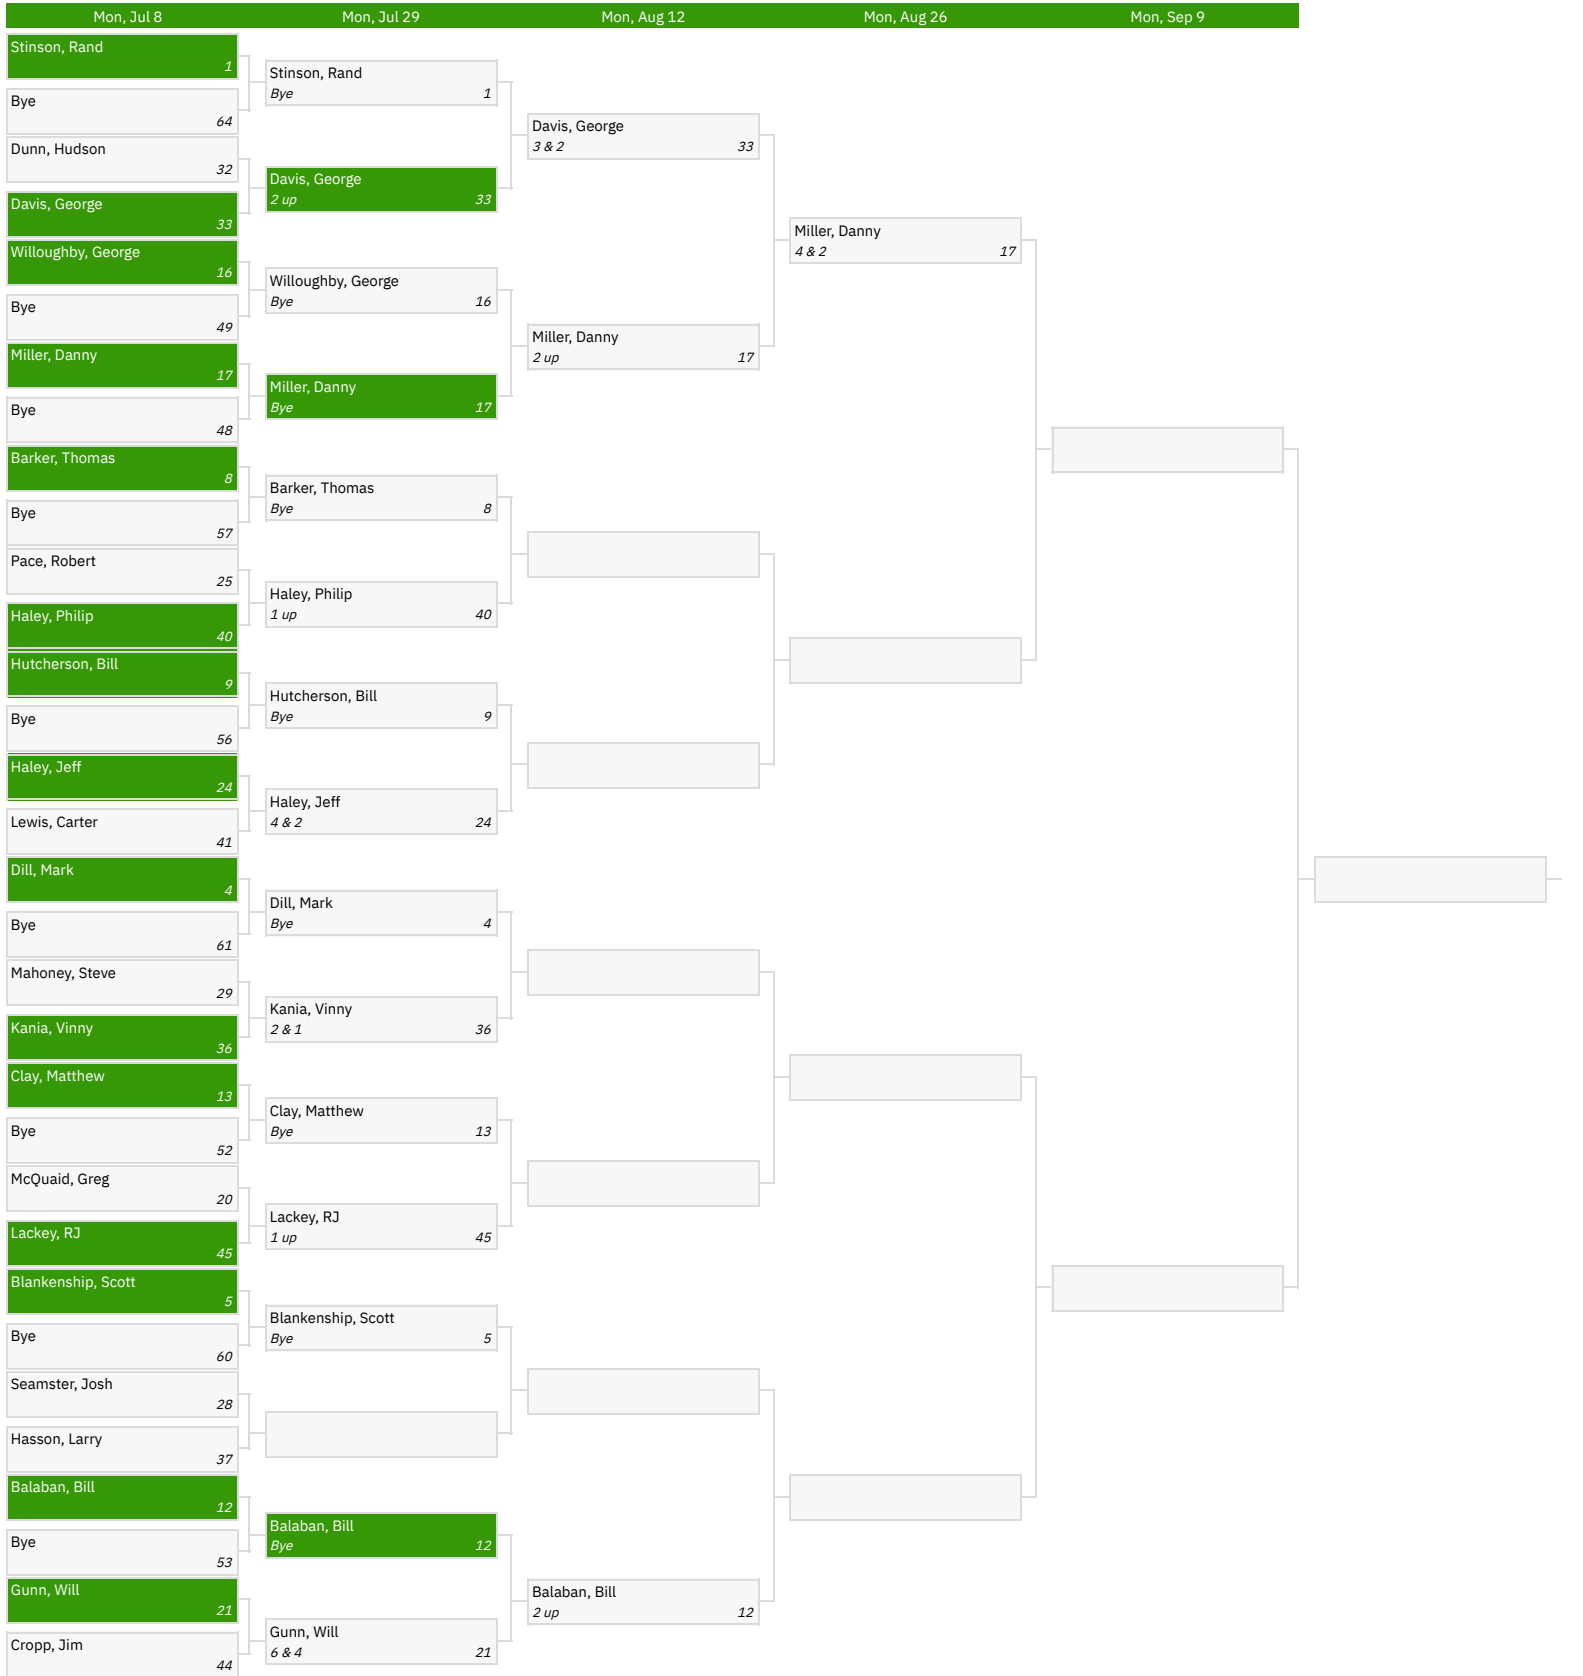 Mon, Jul 8
Mon, Jul 29
Mon, Aug 12
Mon, Aug 26
Mon, Sep 9
Stinson, Rand
1
Bye
64
Dunn, Hudson
32
Davis, George
33
Willoughby, George
16
Bye
49
Miller, Danny
17
Bye
48
Barker, Thomas
8
Bye
57
Pace, Robert
25
Haley, Philip
40
Hutcherson, Bill
9
Bye
56
Haley, Jeff
24
Lewis, Carter
41
Dill, Mark
4
Bye
61
Mahoney, Steve
29
Kania, Vinny
36
Clay, Matthew
13
Bye
52
McQuaid, Greg
20
Lackey, RJ
45
Blankenship, Scott
5
Bye
60
Seamster, Josh
28
Hasson, Larry
37
Balaban, Bill
12
Bye
53
Gunn, Will
21
Cropp, Jim
44
Stinson, Rand
Bye 1
Davis, George
2 up 33
Willoughby, George
Bye 16
Miller, Danny
Bye 17
Barker, Thomas
Bye 8
Haley, Philip
1 up 40
Hutcherson, Bill
Bye 9
Haley, Jeff
4 & 2 24
Dill, Mark
Bye 4
Kania, Vinny
2 & 1 36
Clay, Matthew
Bye 13
Lackey, RJ
1 up 45
Blankenship, Scott
Bye 5
Balaban, Bill
Bye 12
Gunn, Will
6 & 4 21
Davis, George
3 & 2 33
Miller, Danny
2 up 17
Balaban, Bill
2 up 12
Miller, Danny
4 & 2 17